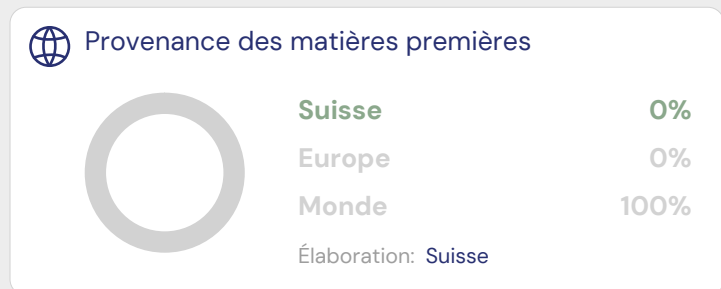 Provenance des matières premières
Suisse 0%
Europe 0%
Monde 100%
Élaboration: Suisse